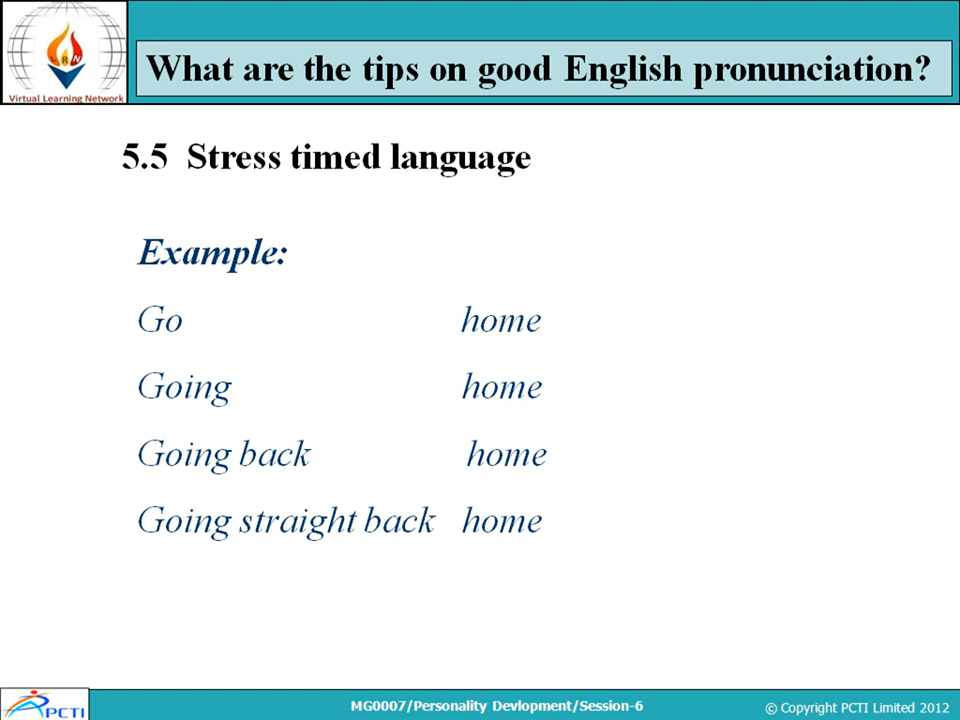 RN
Virtual Learning Network
What are the tips on good English pronunciation?
5.5 Stress timed language
Example:
Go home
Going home
Going back home
Going straight back home
PCTI
MG0007/Personality Devlopment/Session-6
© Copyright PCTI Limited 2012